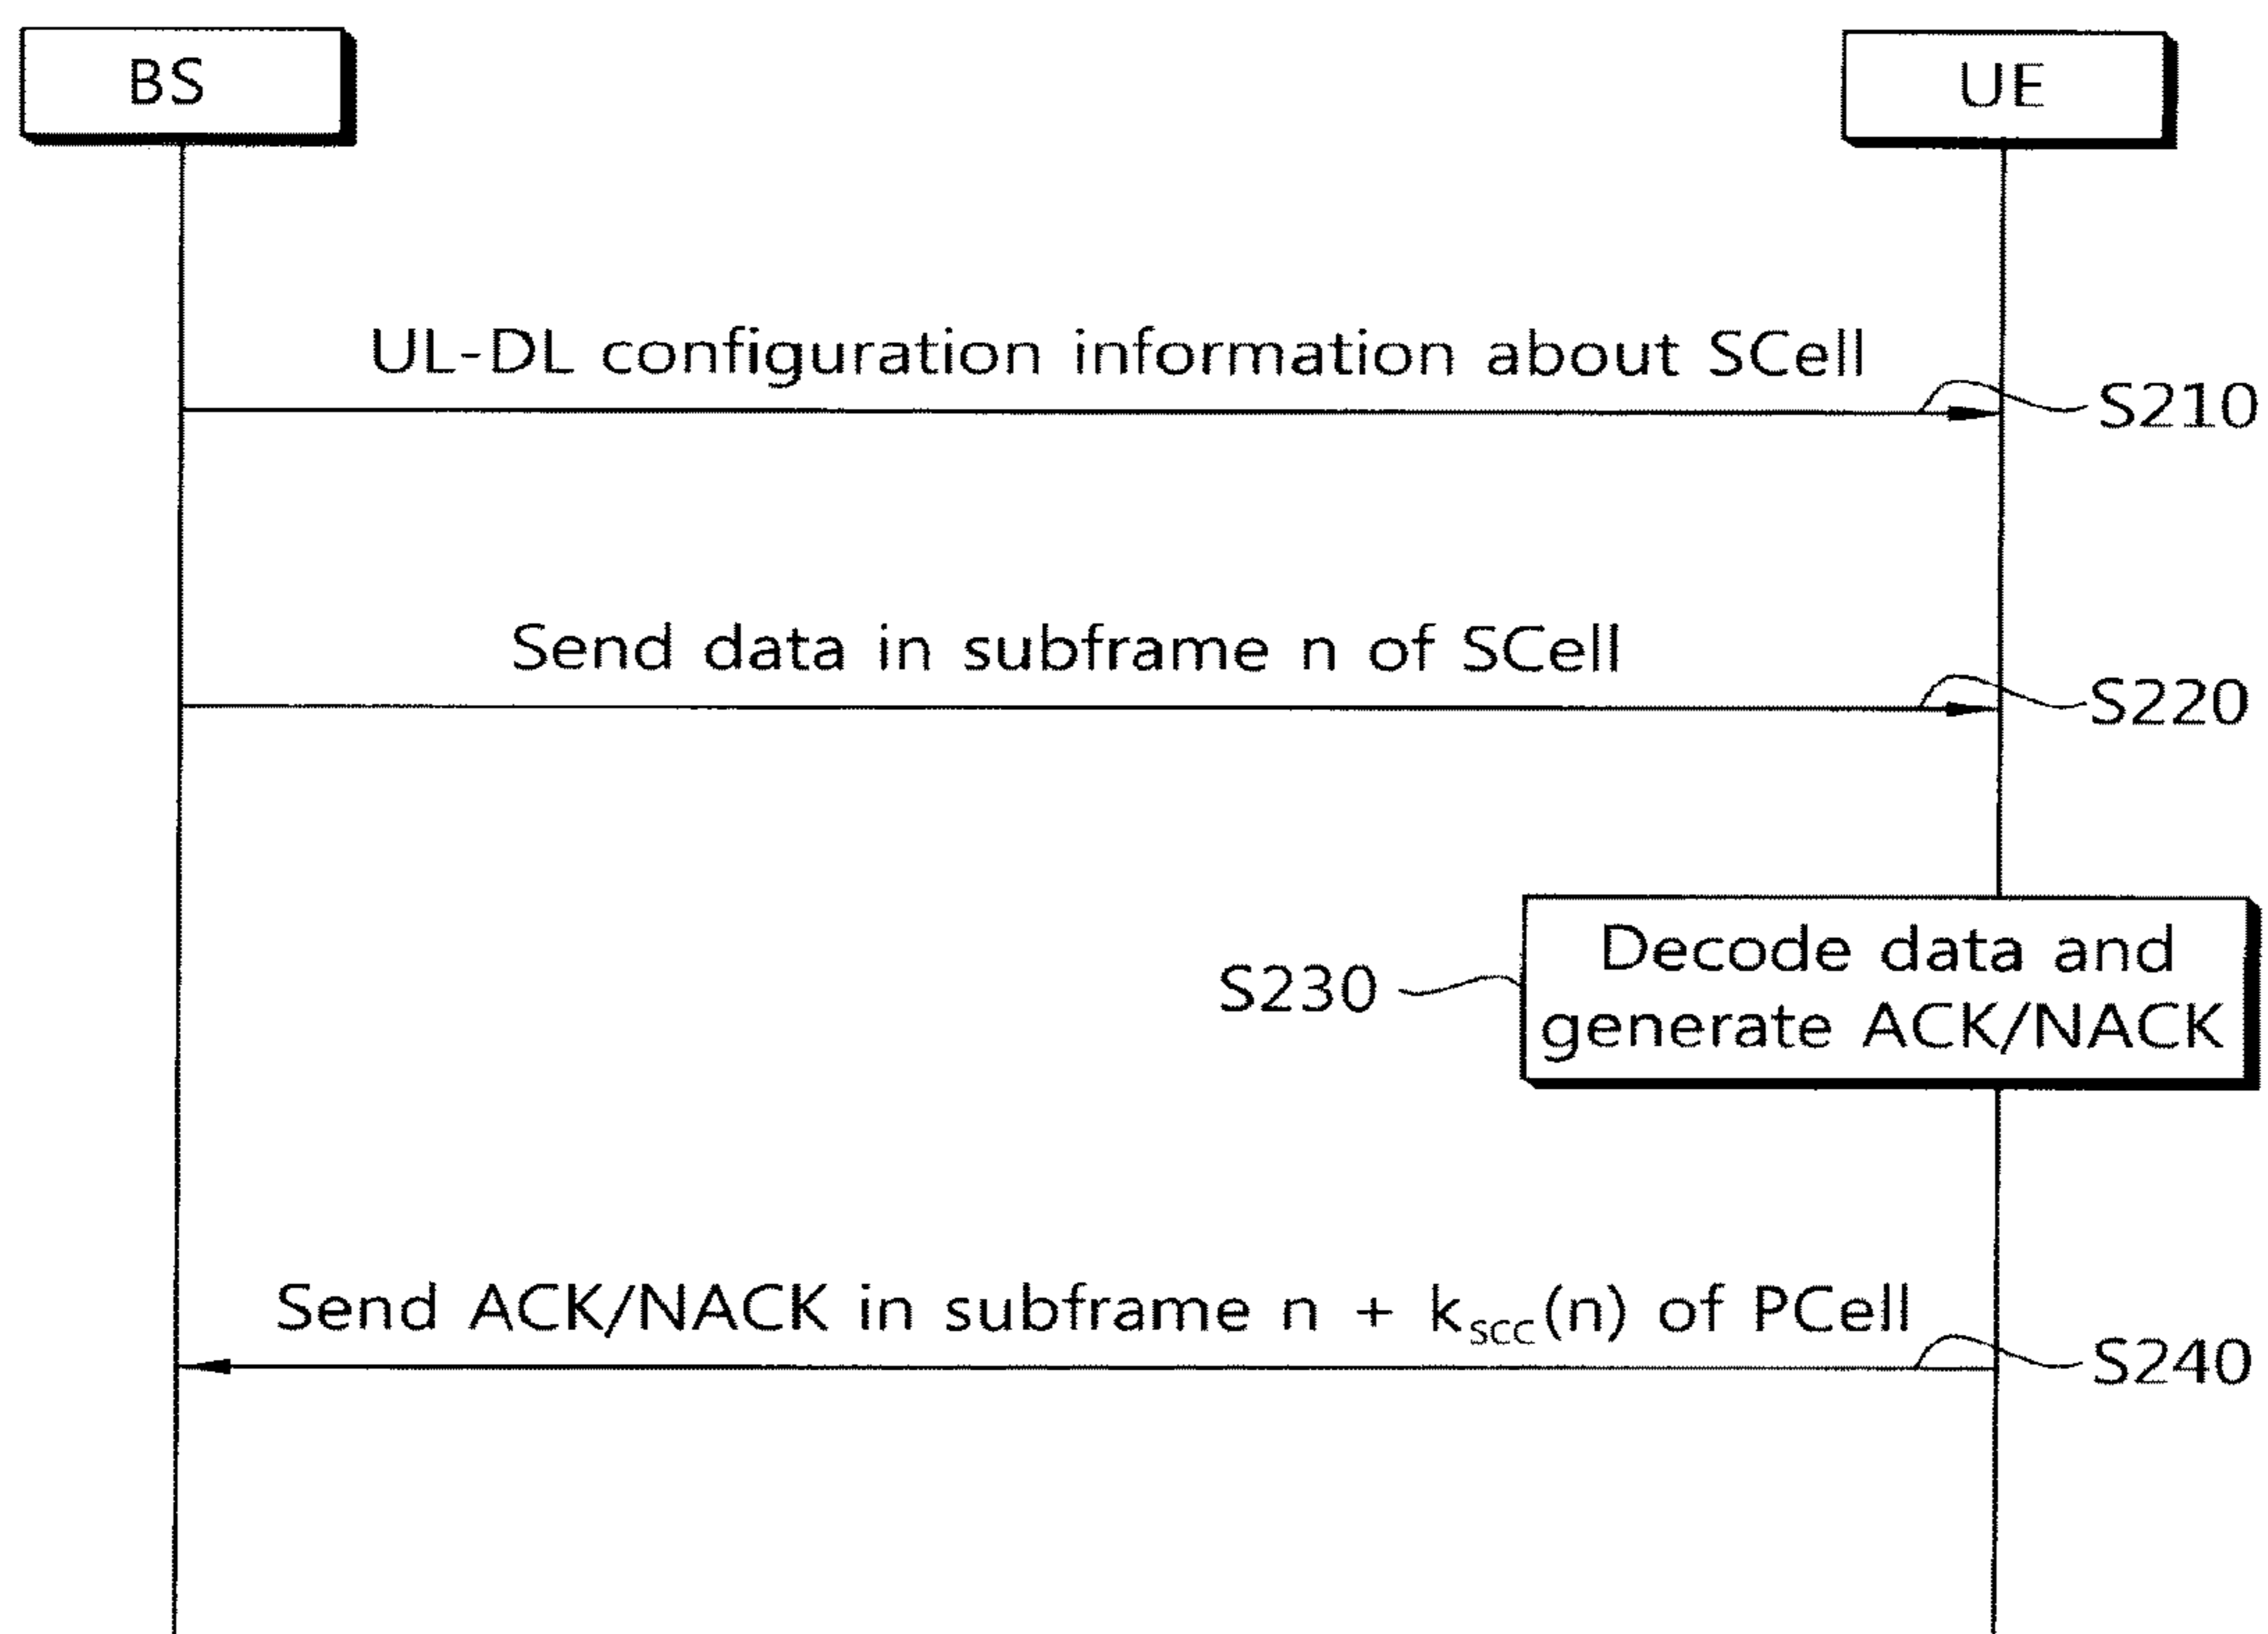 BS
UE
UL-DL configuration information about SCell
S210
Send data in subframe n of SCell
S220
S230
Decode data and
generate ACK/NACK
Send ACK/NACK in subframe n + kSCC(n) of PCell
S240